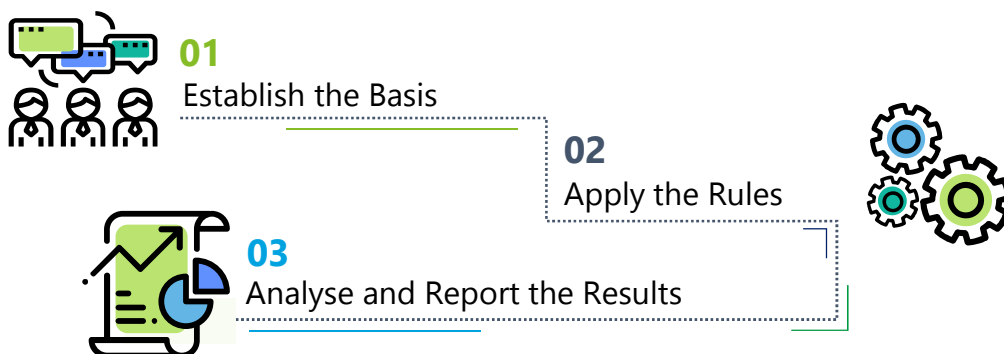 01
Establish the Basis
02
Apply the Rules
03
Analyse and Report the Results